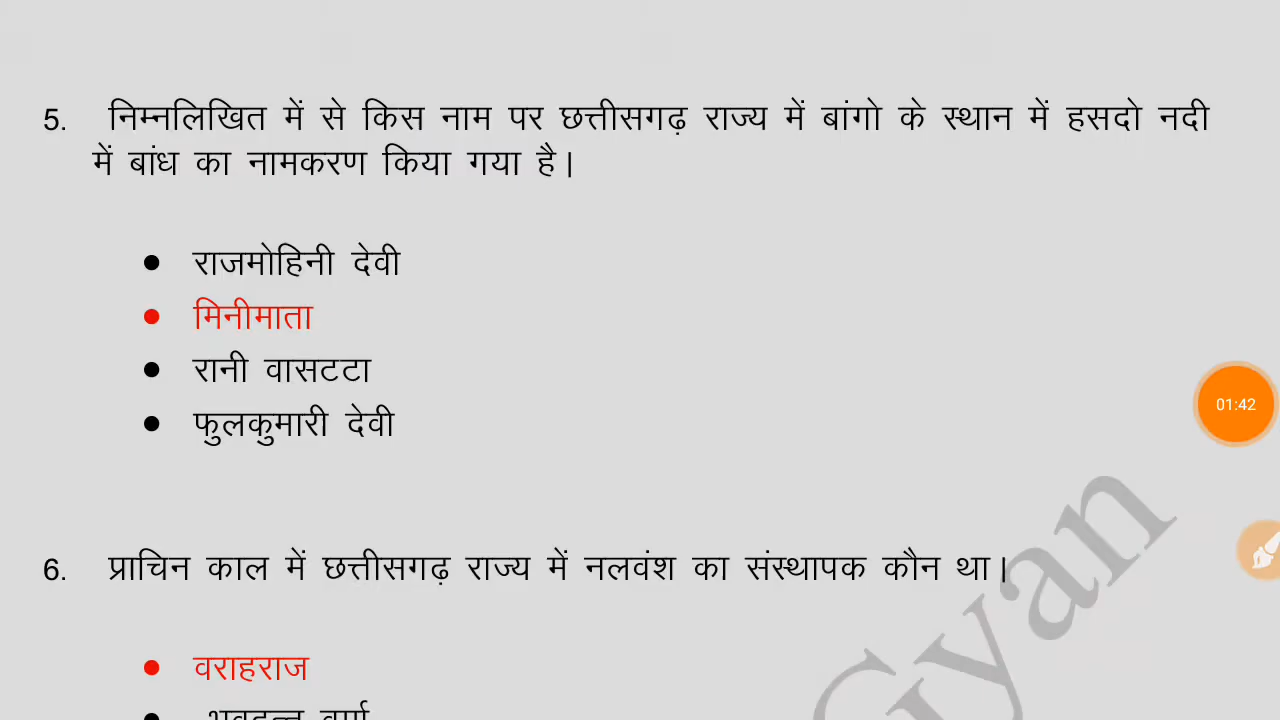 5. निम्नलिखित में से किस नाम पर छत्तीसगढ़ राज्य में बांगो के स्थान में हसदो नदी
में बांध का नामकरण किया गया है।
● राजमोहिनी देवी
● मिनीमाता
● रानी वासटटा
● फुलकुमारी देवी
01:42
6. प्राचिन काल में छत्तीसगढ़ राज्य में नलवंश का संस्थापक कौन था।
● वराहराज
Gyan